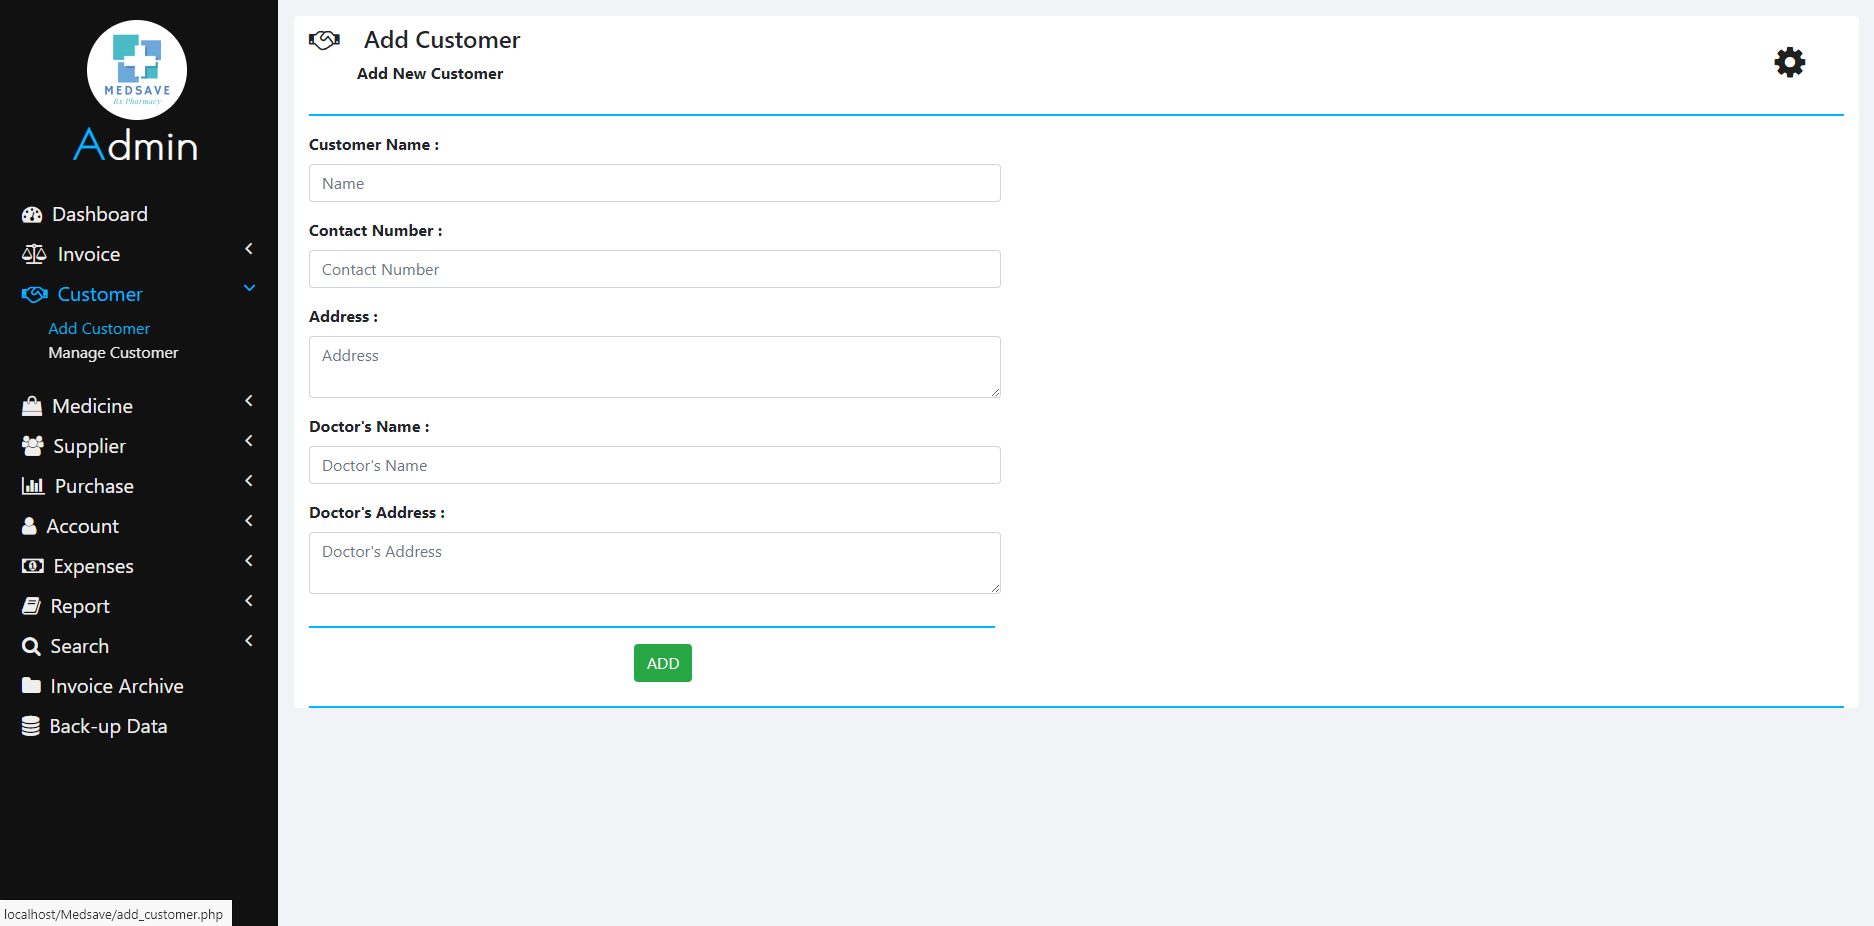 MEDSAVE
Rx Pharmacy
Admin
Dashboard
Invoice
Customer
Add Customer
Manage Customer
Medicine
Supplier
Purchase
Account
Expenses
Report
Search
Invoice Archive
Back-up Data
localhost/Medsave/add_customer.php
Add Customer
Add New Customer
Customer Name :
Name
Contact Number :
Contact Number
Address :
Address
Doctor's Name :
Doctor's Name
Doctor's Address :
Doctor's Address
ADD